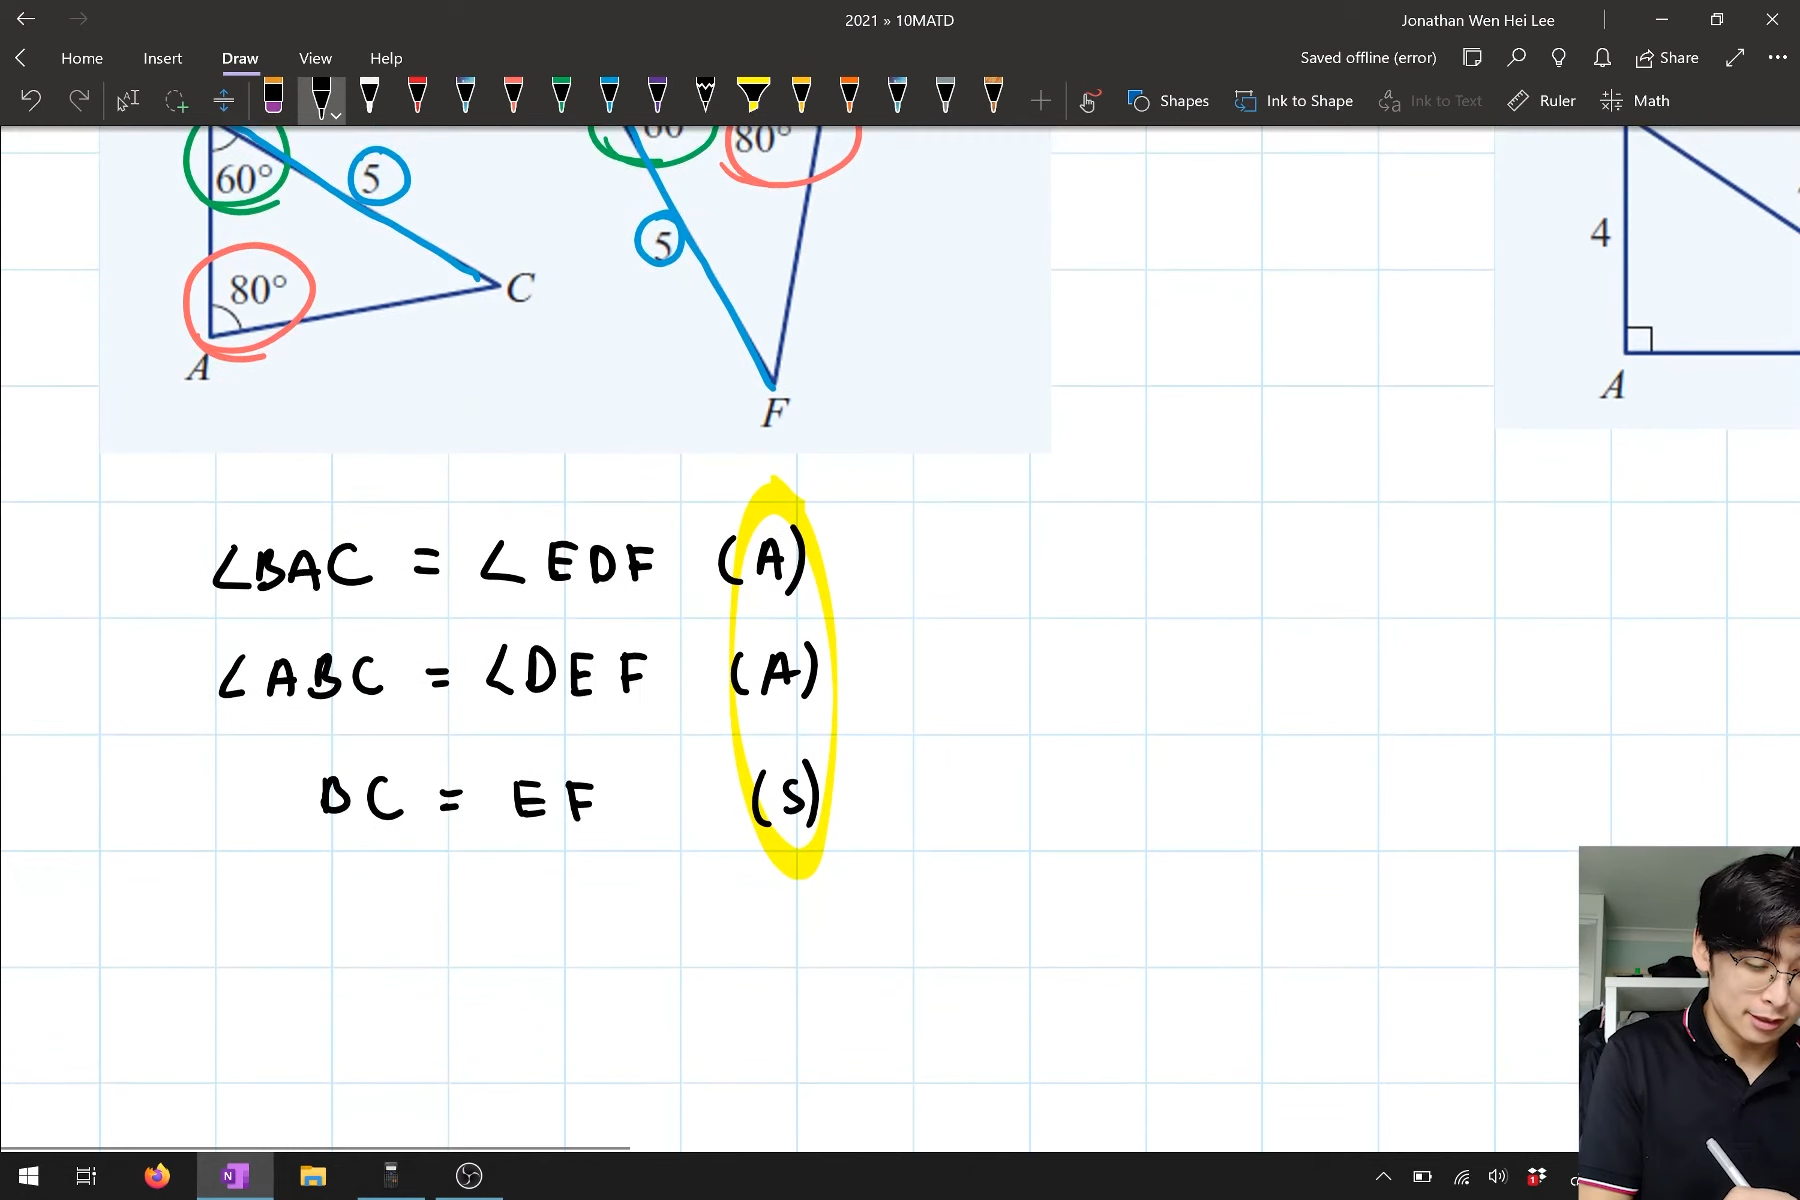 2021 » 10MATD
Jonathan Wen Hei Lee
Home Insert Draw View Help
Saved offline (error)
Share
Shapes
Ink to Shape
Ink to Text
Ruler
Math
60°
5
80°
C
A
60
80°
5
F
4
A
∠BAC = ∠EDF (A)
∠ABC = ∠DEF (A)
BC = EF (S)